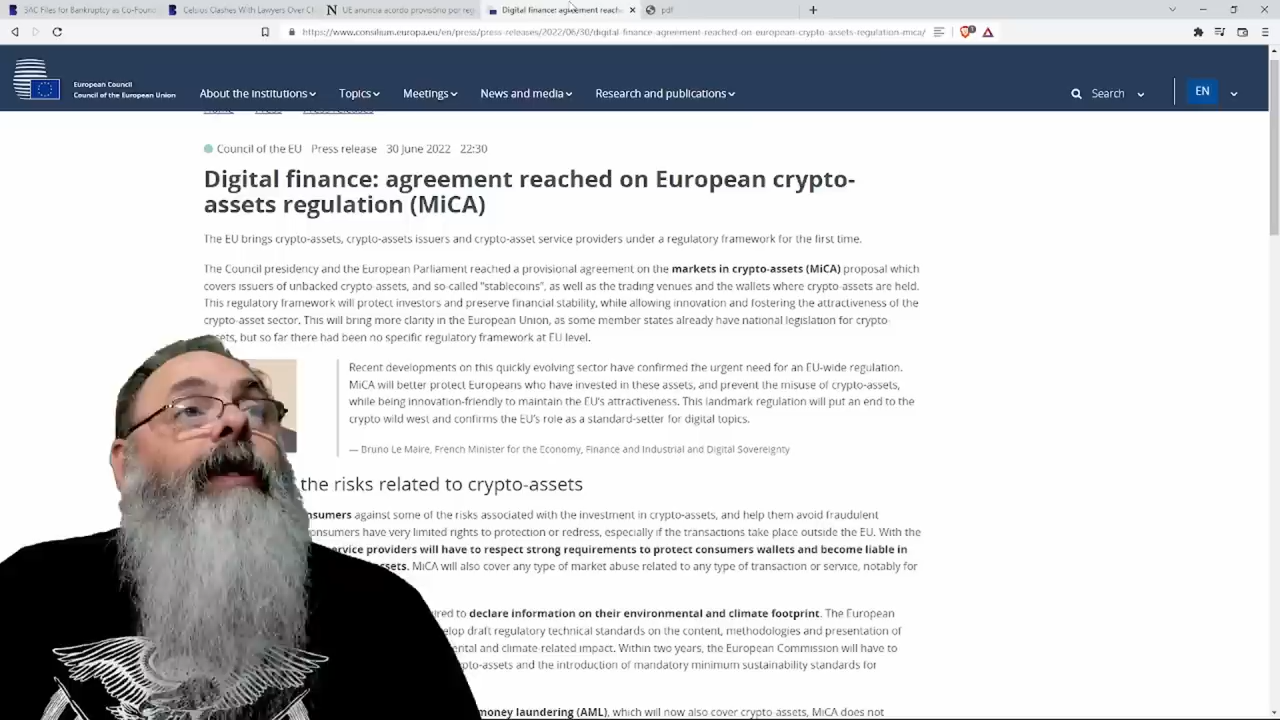 3AC Files for Bankruptcy as Co-Found
Celsius Clashes With Lawyers Over Ch
UE anuncia acordo provisório por reg
Digital finance: agreement reach
pdf
https://www.consilium.europa.eu/en/press/press-releases/2022/06/30/digital-finance-agreement-reached-on-european-crypto-assets-regulation-mica/
European Council
Council of the European Union
About the institutions Topics Meetings News and media Research and publications Search EN
Home Press Press releases
Council of the EU Press release 30 June 2022 22:30
Digital finance: agreement reached on European crypto-
assets regulation (MiCA)
The EU brings crypto-assets, crypto-assets issuers and crypto-asset service providers under a regulatory framework for the first time.
The Council presidency and the European Parliament reached a provisional agreement on the markets in crypto-assets (MiCA) proposal which
covers issuers of unbacked crypto-assets, and so-called "stablecoins", as well as the trading venues and the wallets where crypto-assets are held.
This regulatory framework will protect investors and preserve financial stability, while allowing innovation and fostering the attractiveness of the
crypto-asset sector. This will bring more clarity in the European Union, as some member states already have national legislation for crypto-
assets, but so far there had been no specific regulatory framework at EU level.
Recent developments on this quickly evolving sector have confirmed the urgent need for an EU-wide regulation.
MiCA will better protect Europeans who have invested in these assets, and prevent the misuse of crypto-assets,
while being innovation-friendly to maintain the EU's attractiveness. This landmark regulation will put an end to the
crypto wild west and confirms the EU's role as a standard-setter for digital topics.
— Bruno Le Maire, French Minister for the Economy, Finance and Industrial and Digital Sovereignty
the risks related to crypto-assets
nsumers against some of the risks associated with the investment in crypto-assets, and help them avoid fraudulent
onsumers have very limited rights to protection or redress, especially if the transactions take place outside the EU. With the
ervice providers will have to respect strong requirements to protect consumers wallets and become liable in
ssets. MiCA will also cover any type of market abuse related to any type of transaction or service, notably for
ired to declare information on their environmental and climate footprint. The European
elop draft regulatory technical standards on the content, methodologies and presentation of
ental and climate-related impact. Within two years, the European Commission will have to
pto-assets and the introduction of mandatory minimum sustainability standards for
money laundering (AML), which will now also cover crypto-assets, MiCA does not